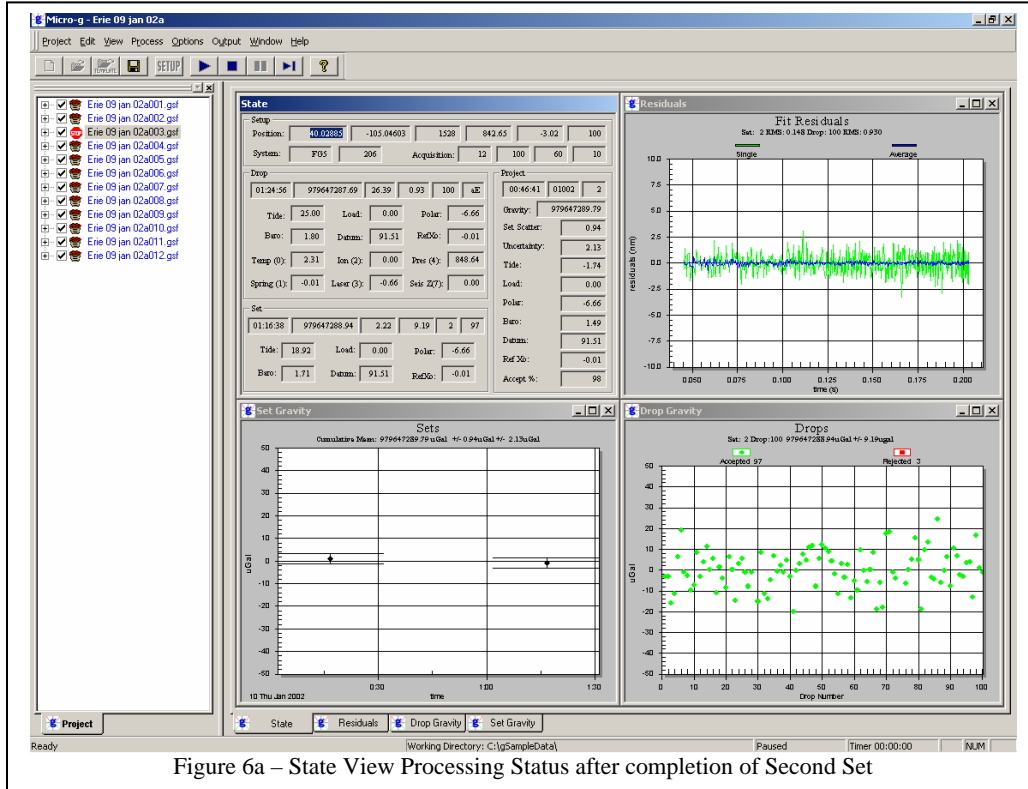 Micro-g - Erie 09 jan 02a
Project Edit View Process Options Output Window Help
TEMPLATE SETUP
Erie 09 jan 02a001.gsf
Erie 09 jan 02a002.gsf
STOP Erie 09 jan 02a003.gsf
Erie 09 jan 02a004.gsf
Erie 09 jan 02a005.gsf
Erie 09 jan 02a006.gsf
Erie 09 jan 02a007.gsf
Erie 09 jan 02a008.gsf
Erie 09 jan 02a009.gsf
Erie 09 jan 02a010.gsf
Erie 09 jan 02a011.gsf
Erie 09 jan 02a012.gsf
Project
State
Setup
Position: 40.02885 -105.04603 1528 842.65 -3.02 100
System: FG5 206 Acquisition: 12 100 60 10
Drop
01:24:56 979647287.69 26.39 0.93 100 aE
Tide: 25.00 Load: 0.00 Polar: -6.66
Baro: 1.80 Datum: 91.51 RefXo: -0.01
Temp (0): 2.31 Ion (2): 0.00 Pres (4): 848.64
Spring (1): -0.01 Laser (3): -0.66 Seis Z(7): 0.00
Set
01:16:38 979647288.94 2.22 9.19 2 97
Tide: 18.92 Load: 0.00 Polar: -6.66
Baro: 1.71 Datum: 91.51 RefXo: -0.01
Project
00:46:41 01002 2
Gravity: 979647289.79
Set Scatter: 0.94
Uncertainty: 2.13
Tide: -1.74
Load: 0.00
Polar: -6.66
Baro: 1.49
Datum: 91.51
Ref Xo: -0.01
Accept %: 98
Residuals
Fit Residuals
Set: 2 RMS: 0.148 Drop: 100 RMS: 0.930
Single Average
10.0
7.5
5.0
2.5
0.0
-2.5
-5.0
-7.5
-10.0
residuals (nm)
0.050 0.075 0.100 0.125 0.150 0.175 0.200
time (s)
Set Gravity
Sets
Cumulative Mean: 979647289.79 uGal +/- 0.94uGal +/- 2.13uGal
50
40
30
20
10
0
-10
-20
-30
-40
-50
uGal
0:30 1:00 1:30
10 Thu Jan 2002 time
Drop Gravity
Drops
Set: 2 Drop:100 979647288.94uGal +/- 9.19ugal
Accepted 97 Rejected 3
50
40
30
20
10
0
-10
-20
-30
-40
-50
uGal
0 10 20 30 40 50 60 70 80 90 100
Drop Number
State Residuals Drop Gravity Set Gravity
Ready Working Directory: C:\gSampleData\ Paused Timer 00:00:00 NUM
Figure 6a – State View Processing Status after completion of Second Set